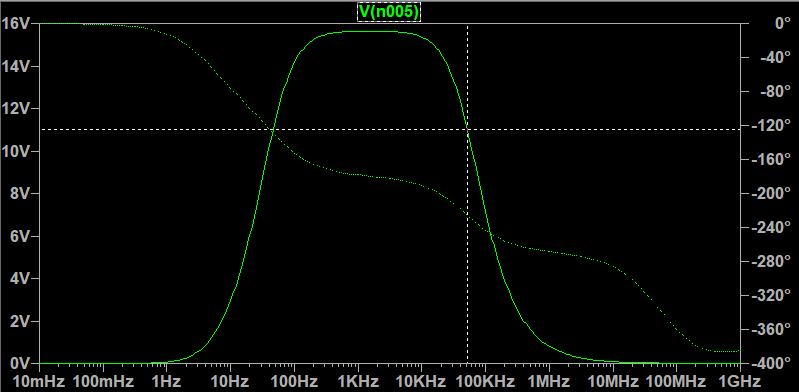 V(n005)
16V 0°
14V -40°
-80°
12V -120°
10V -160°
8V -200°
6V -240°
4V -280°
-320°
2V -360°
0V -400°
10mHz 100mHz 1Hz 10Hz 100Hz 1KHz 10KHz 100KHz 1MHz 10MHz 100MHz 1GHz